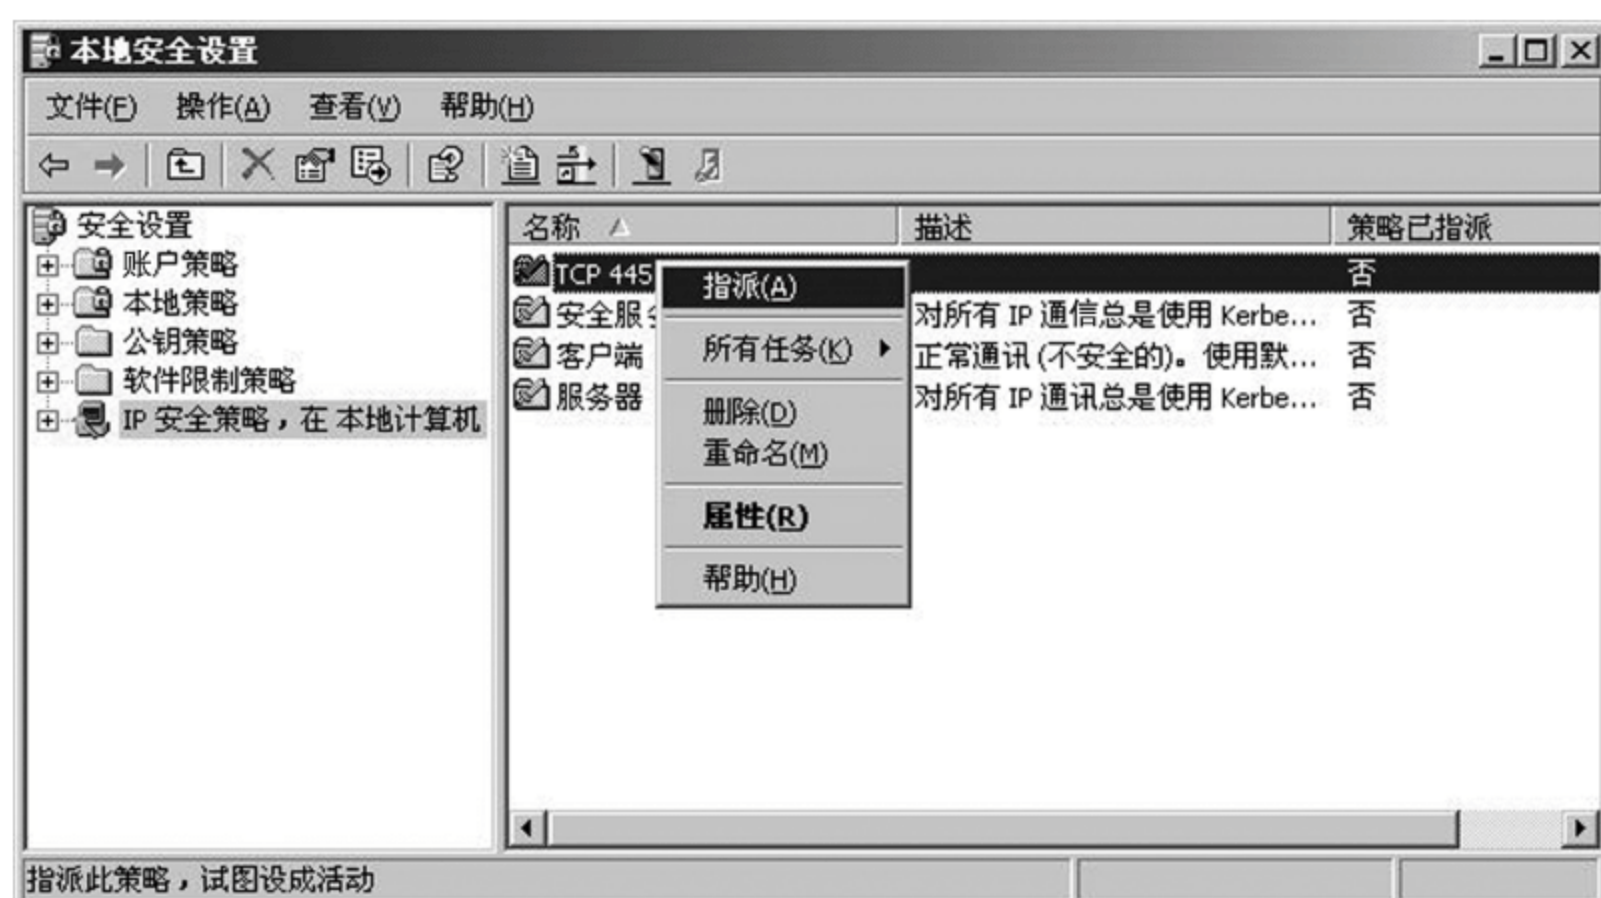 本地安全设置
文件(F) 操作(A) 查看(V) 帮助(H)
安全设置
账户策略
本地策略
公钥策略
软件限制策略
IP 安全策略，在 本地计算机
名称 描述 策略已指派
TCP 445 否
安全服 对所有 IP 通信总是使用 Kerbe... 否
客户端 正常通讯(不安全的)。使用默... 否
服务器 对所有 IP 通讯总是使用 Kerbe... 否
指派(A)
所有任务(K)
删除(D)
重命名(M)
属性(R)
帮助(H)
指派此策略，试图设成活动